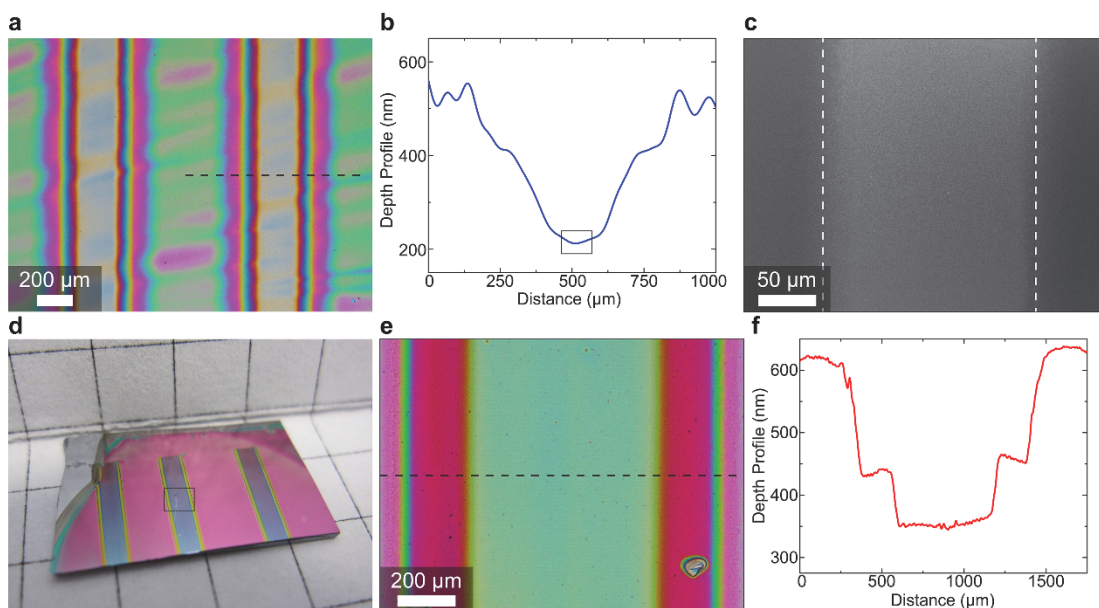 a
200 µm
b
Depth Profile (nm)
600
400
200
0
250
500
750
1000
Distance (µm)
c
50 µm
d
e
200 µm
f
Depth Profile (nm)
600
500
400
300
0
500
1000
1500
Distance (µm)